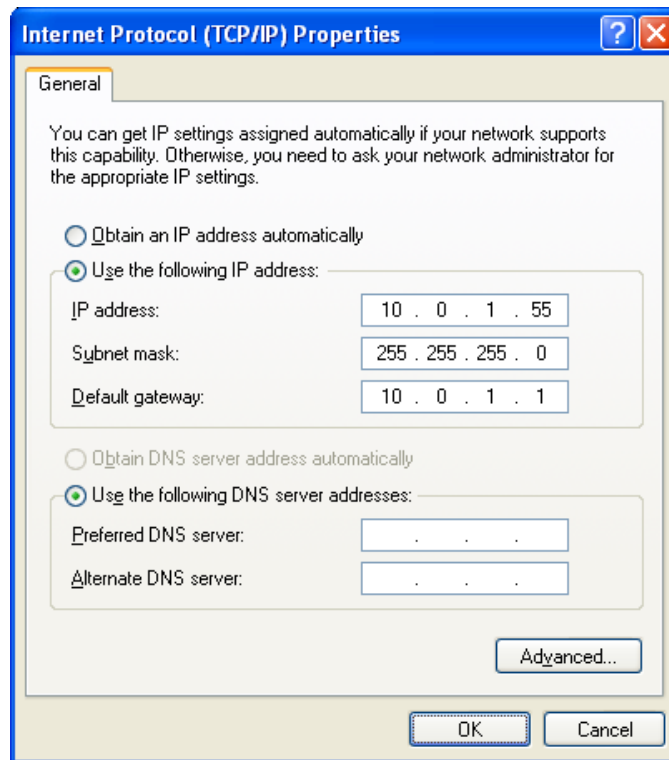 Internet Protocol (TCP/IP) Properties
General
You can get IP settings assigned automatically if your network supports
this capability. Otherwise, you need to ask your network administrator for
the appropriate IP settings.
Obtain an IP address automatically
Use the following IP address:
IP address: 10 . 0 . 1 . 55
Subnet mask: 255 . 255 . 255 . 0
Default gateway: 10 . 0 . 1 . 1
Obtain DNS server address automatically
Use the following DNS server addresses:
Preferred DNS server: . . .
Alternate DNS server: . . .
Advanced...
OK Cancel